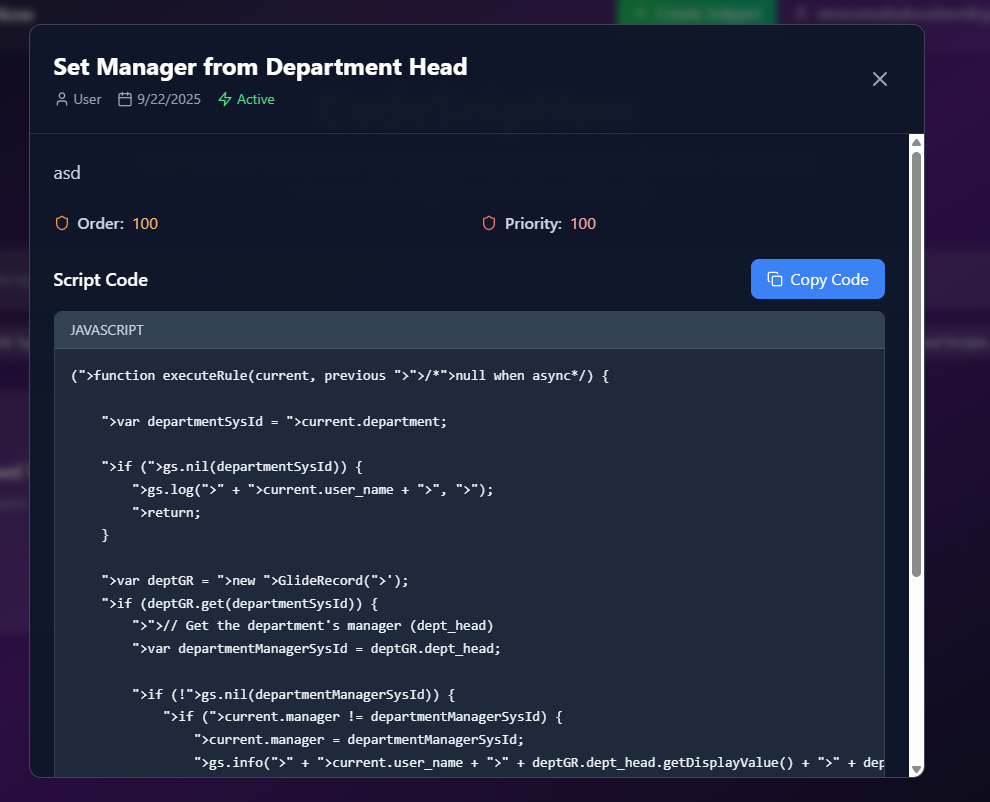 Set Manager from Department Head
User 9/22/2025 Active
asd
Order: 100 Priority: 100
Script Code Copy Code
JAVASCRIPT
(">function executeRule(current, previous ">">/*">null when async*/) {
">var departmentSysId = ">current.department;
">if (">gs.nil(departmentSysId)) {
">gs.log(">" + ">current.user_name + ">", ">");
">return;
}
">var deptGR = ">new ">GlideRecord(">');
">if (deptGR.get(departmentSysId)) {
">">// Get the department's manager (dept_head)
">var departmentManagerSysId = deptGR.dept_head;
">if (!">gs.nil(departmentManagerSysId)) {
">if (">current.manager != departmentManagerSysId) {
">current.manager = departmentManagerSysId;
">gs.info(">" + ">current.user_name + ">" + deptGR.dept_head.getDisplayValue() + ">" + dep